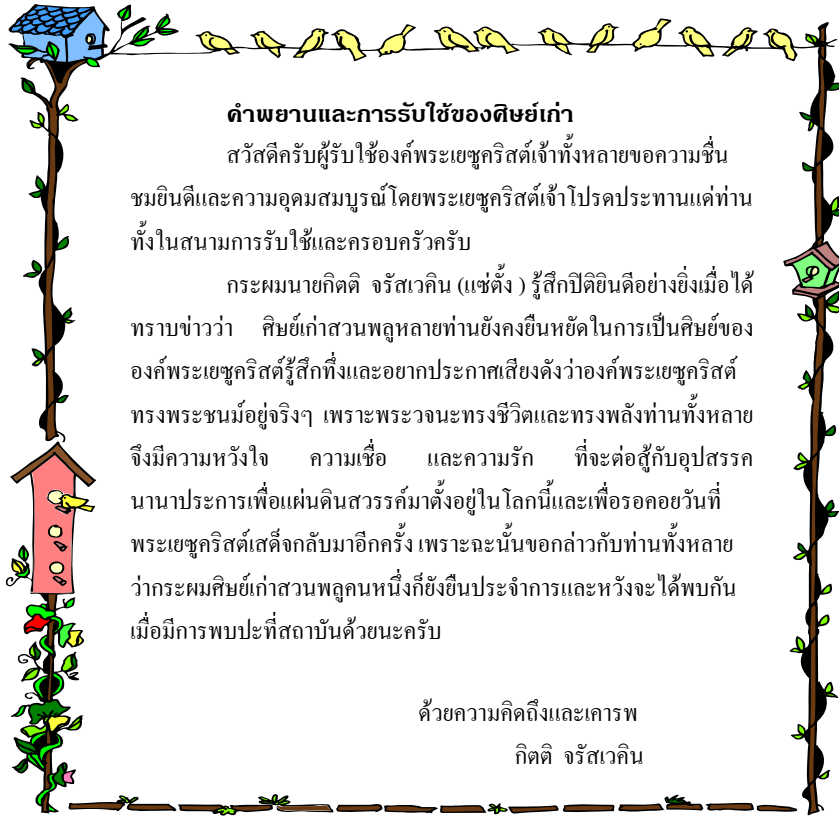 คำพยานและการรับใช้ของศิษย์เก่า
สวัสดีครับผู้รับใช้องค์พระเยซูคริสต์เจ้าทั้งหลายขอความชื่น
ชมยินดีและความอุดมสมบูรณ์โดยพระเยซูคริสต์เจ้าโปรดประทานแด่ท่าน
ทั้งในสนามการรับใช้และครอบครัวครับ
กระผมนายกิตติ จรัสเวคิน (แซ่ตั้ง ) รู้สึกปิติยินดีอย่างยิ่งเมื่อได้
ทราบข่าวว่า ศิษย์เก่าสวนพลูหลายท่านยังคงยืนหยัดในการเป็นศิษย์ของ
องค์พระเยซูคริสต์รู้สึกทึ่งและอยากประกาศเสียงดังว่าองค์พระเยซูคริสต์
ทรงพระชนม์อยู่จริงๆ เพราะพระวจนะทรงชีวิตและทรงพลังท่านทั้งหลาย
จึงมีความหวังใจ ความเชื่อ และความรัก ที่จะต่อสู้กับอุปสรรค
นานาประการเพื่อแผ่นดินสวรรค์มาตั้งอยู่ในโลกนี้และเพื่อรอคอยวันที่
พระเยซูคริสต์เสด็จกลับมาอีกครั้ง เพราะฉะนั้นขอกล่าวกับท่านทั้งหลาย
ว่ากระผมศิษย์เก่าสวนพลูคนหนึ่งก็ยังยืนประจำการและหวังจะได้พบกัน
เมื่อมีการพบปะที่สถาบันด้วยนะครับ
ด้วยความคิดถึงและเคารพ
กิตติ จรัสเวคิน